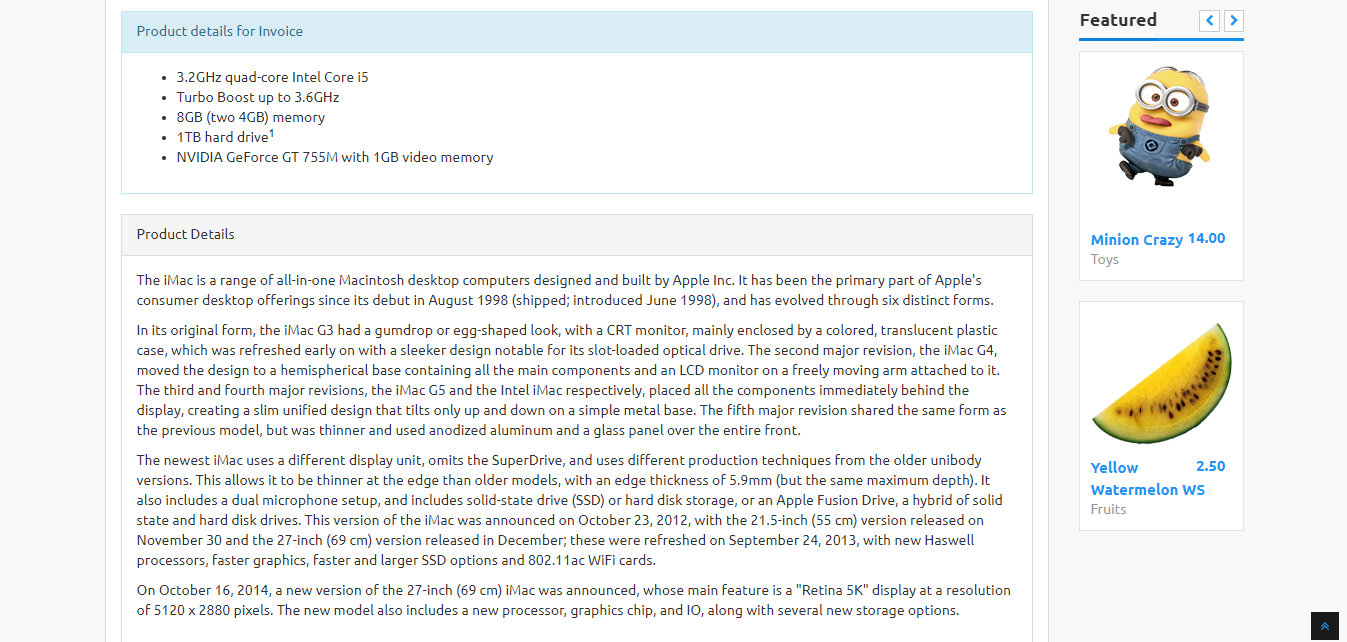 Product details for Invoice
3.2GHz quad-core Intel Core i5
Turbo Boost up to 3.6GHz
8GB (two 4GB) memory
1TB hard drive1
NVIDIA GeForce GT 755M with 1GB video memory
Product Details
The iMac is a range of all-in-one Macintosh desktop computers designed and built by Apple Inc. It has been the primary part of Apple's
consumer desktop offerings since its debut in August 1998 (shipped; introduced June 1998), and has evolved through six distinct forms.
In its original form, the iMac G3 had a gumdrop or egg-shaped look, with a CRT monitor, mainly enclosed by a colored, translucent plastic
case, which was refreshed early on with a sleeker design notable for its slot-loaded optical drive. The second major revision, the iMac G4,
moved the design to a hemispherical base containing all the main components and an LCD monitor on a freely moving arm attached to it.
The third and fourth major revisions, the iMac G5 and the Intel iMac respectively, placed all the components immediately behind the
display, creating a slim unified design that tilts only up and down on a simple metal base. The fifth major revision shared the same form as
the previous model, but was thinner and used anodized aluminum and a glass panel over the entire front.
The newest iMac uses a different display unit, omits the SuperDrive, and uses different production techniques from the older unibody
versions. This allows it to be thinner at the edge than older models, with an edge thickness of 5.9mm (but the same maximum depth). It
also includes a dual microphone setup, and includes solid-state drive (SSD) or hard disk storage, or an Apple Fusion Drive, a hybrid of solid
state and hard disk drives. This version of the iMac was announced on October 23, 2012, with the 21.5-inch (55 cm) version released on
November 30 and the 27-inch (69 cm) version released in December; these were refreshed on September 24, 2013, with new Haswell
processors, faster graphics, faster and larger SSD options and 802.11ac WiFi cards.
On October 16, 2014, a new version of the 27-inch (69 cm) iMac was announced, whose main feature is a "Retina 5K" display at a resolution
of 5120 x 2880 pixels. The new model also includes a new processor, graphics chip, and IO, along with several new storage options.
Featured
Minion Crazy 14.00
Toys
Yellow 2.50
Watermelon WS
Fruits